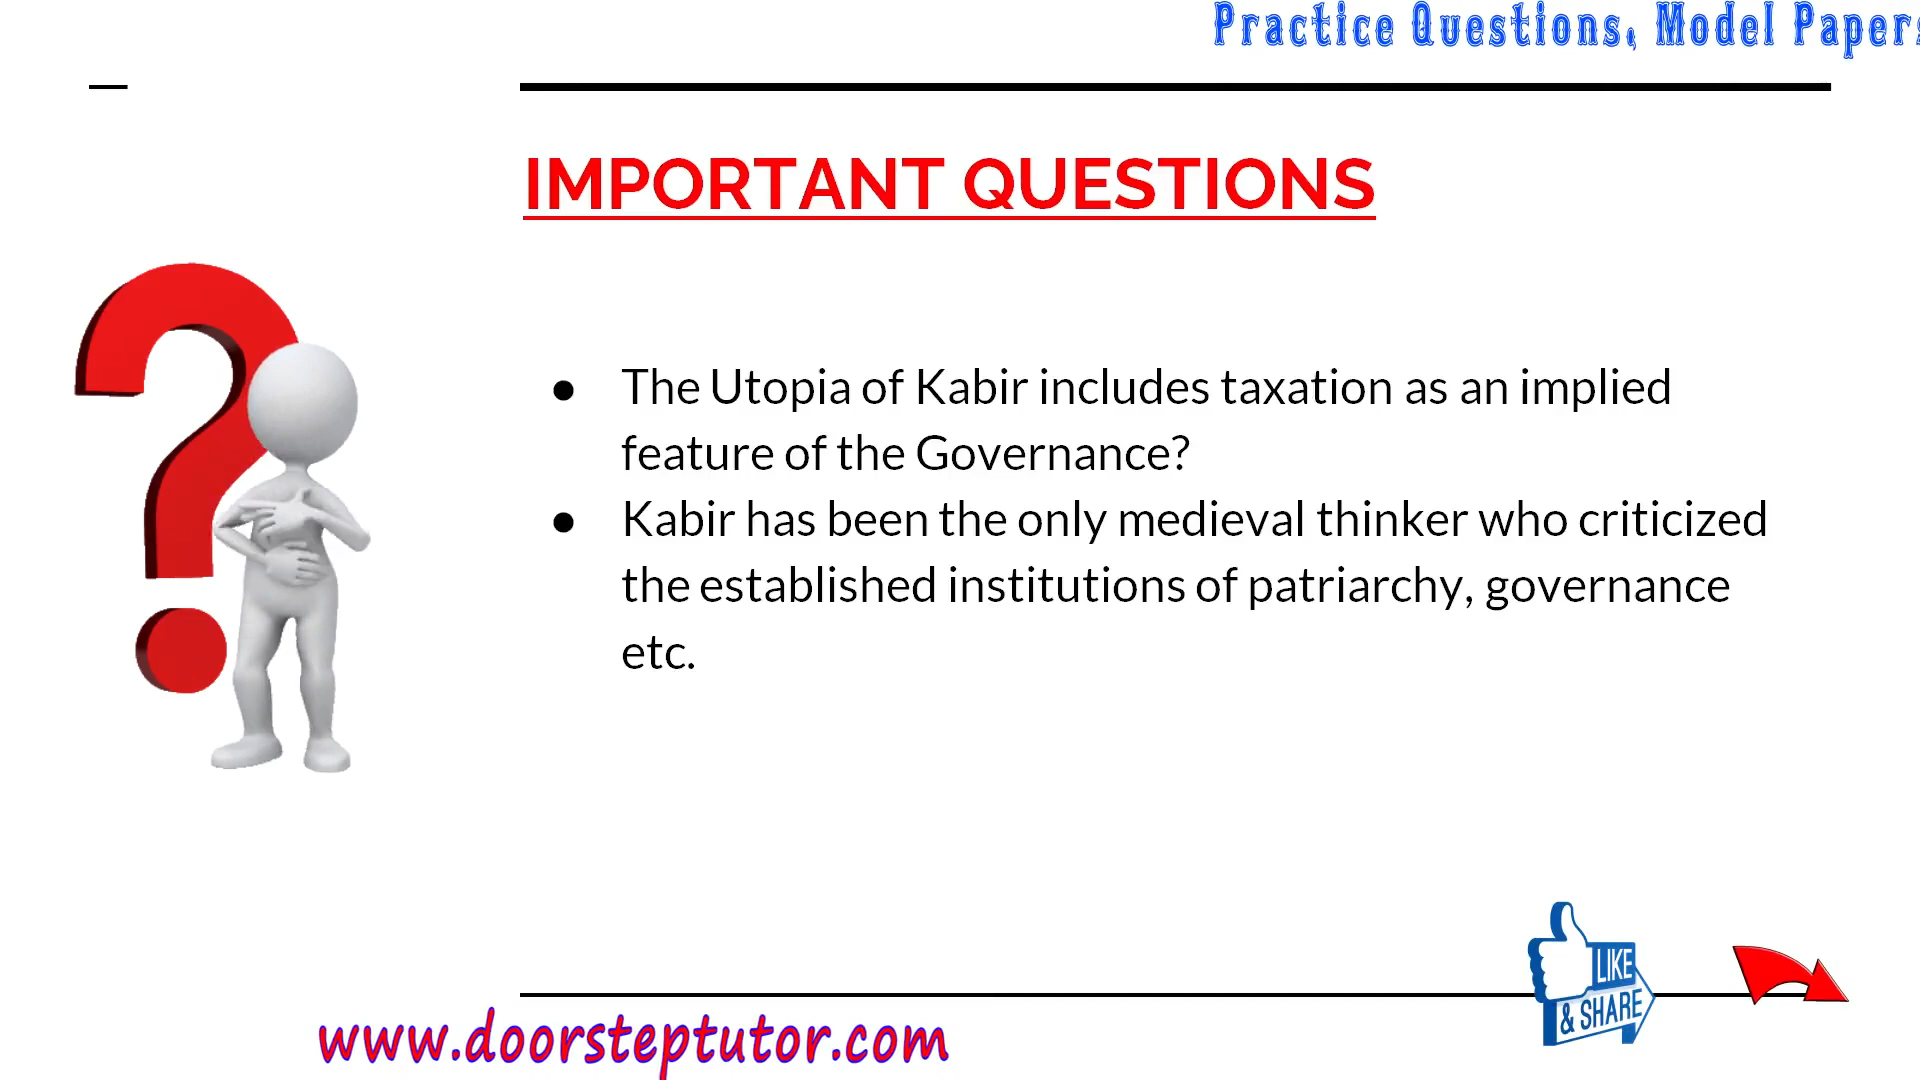 Practice Questions, Model Papers
IMPORTANT QUESTIONS
● The Utopia of Kabir includes taxation as an implied
feature of the Governance?
● Kabir has been the only medieval thinker who criticized
the established institutions of patriarchy, governance
etc.
LIKE
& SHARE
www.doorsteptutor.com